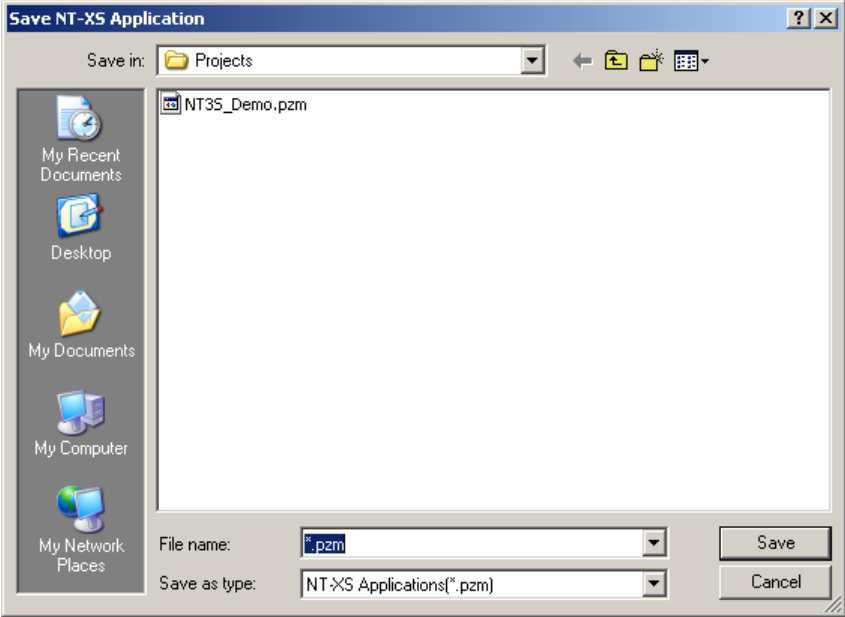 Save NT-XS Application
Save in: Projects
NT3S_Demo.pzm
My Recent
Documents
Desktop
My Documents
My Computer
My Network
Places
File name: *.pzm Save
Save as type: NT-XS Applications(*.pzm) Cancel